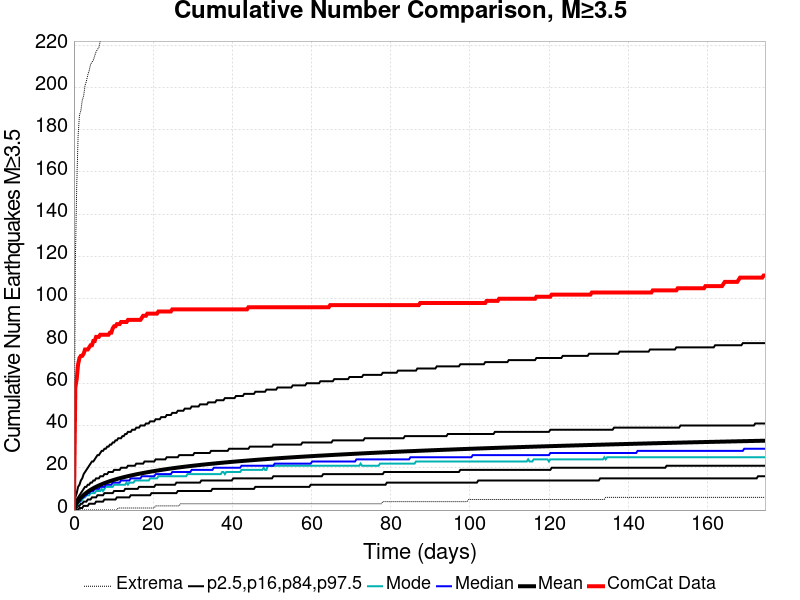 Cumulative Number Comparison, M≥3.5
Cumulative Num Earthquakes M≥3.5
220
200
180
160
140
120
100
80
60
40
20
0
0 20 40 60 80 100 120 140 160
Time (days)
Extrema p2.5,p16,p84,p97.5 Mode Median Mean ComCat Data